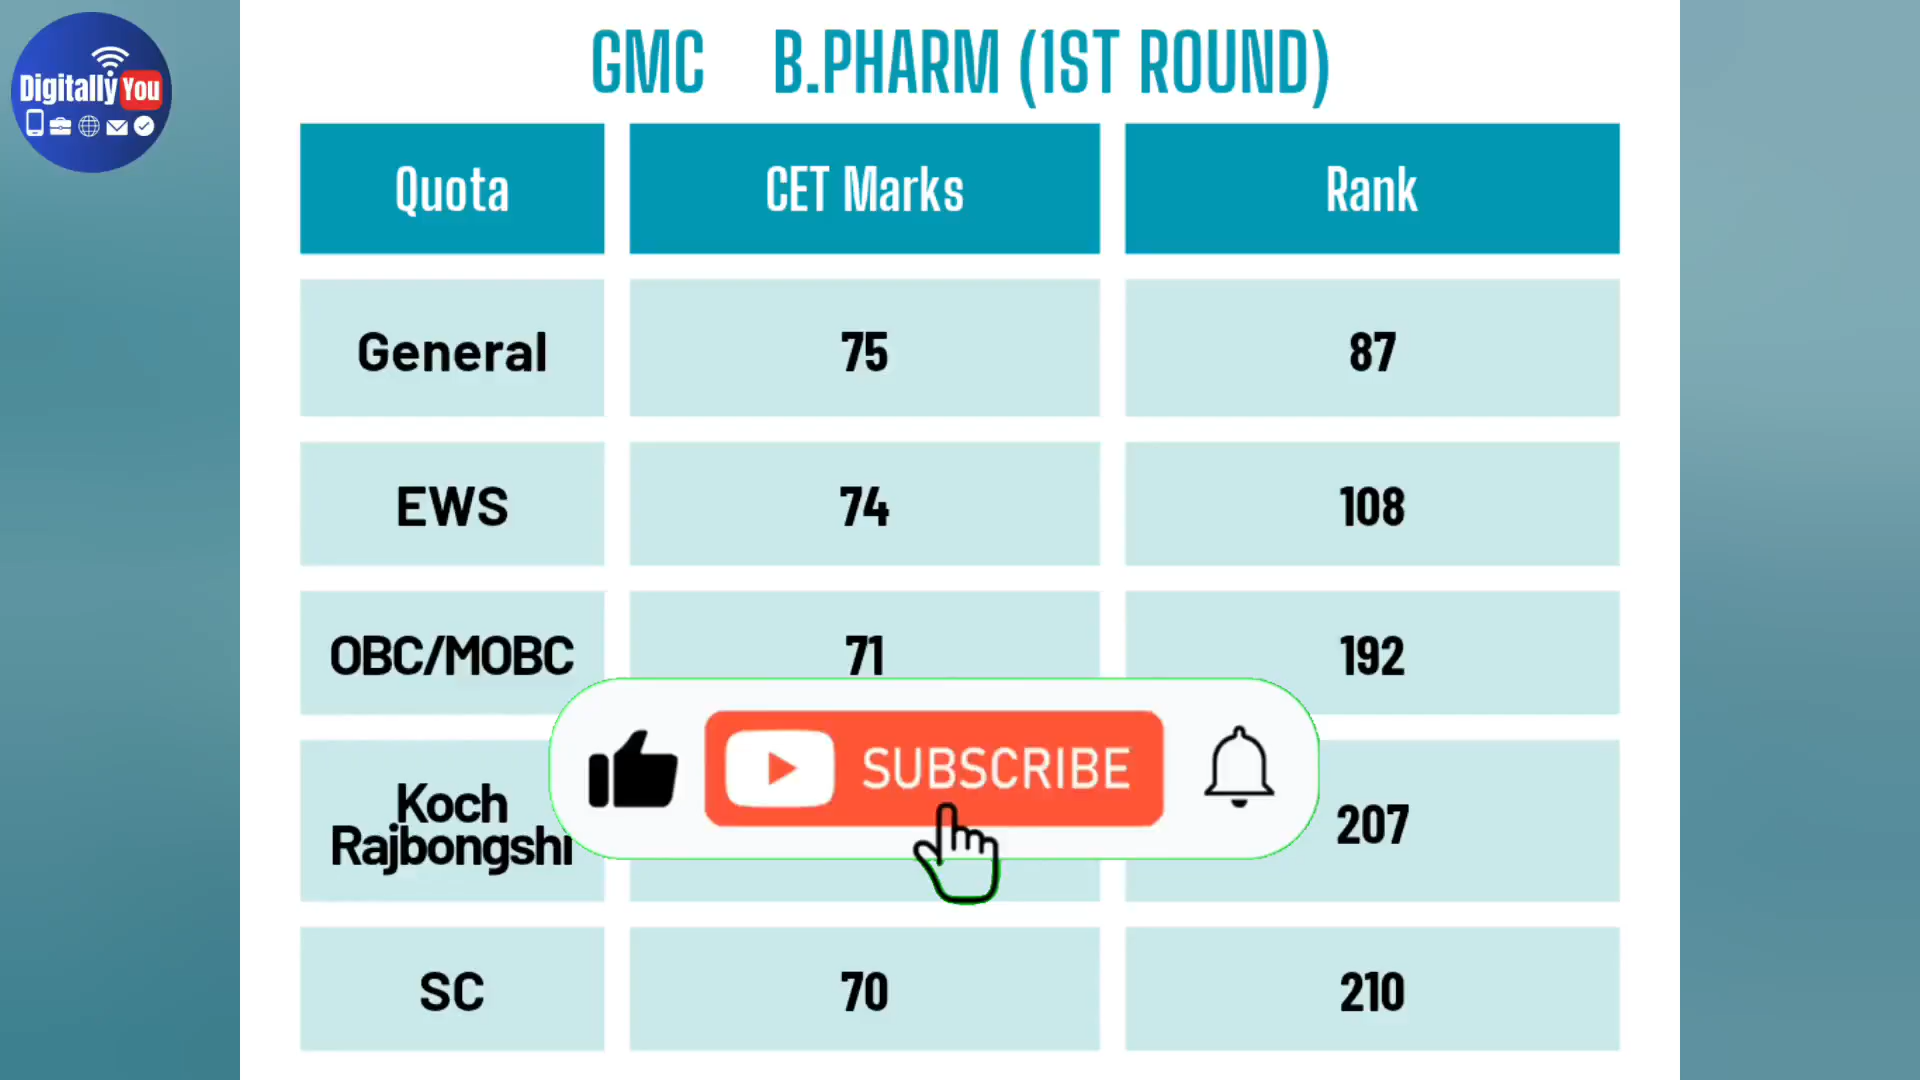 Digitally You
GMC B.PHARM (1ST ROUND)
Quota CET Marks Rank
General 75 87
EWS 74 108
OBC/MOBC 71 192
Koch
Rajbongshi
207
SUBSCRIBE
SC 70 210